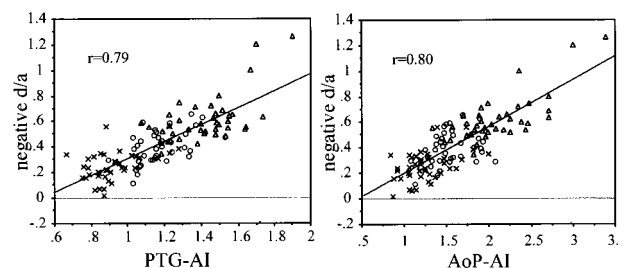 1.4
1.2
1
.8
.6
.4
.2
0
-.2
negative d/a
r=0.79
.6 .8 1 1.2 1.4 1.6 1.8 2
PTG-AI
1.4
1.2
1
.8
.6
.4
.2
0
-.2
negative d/a
r=0.80
.5 1 1.5 2 2.5 3 3.5
AoP-AI